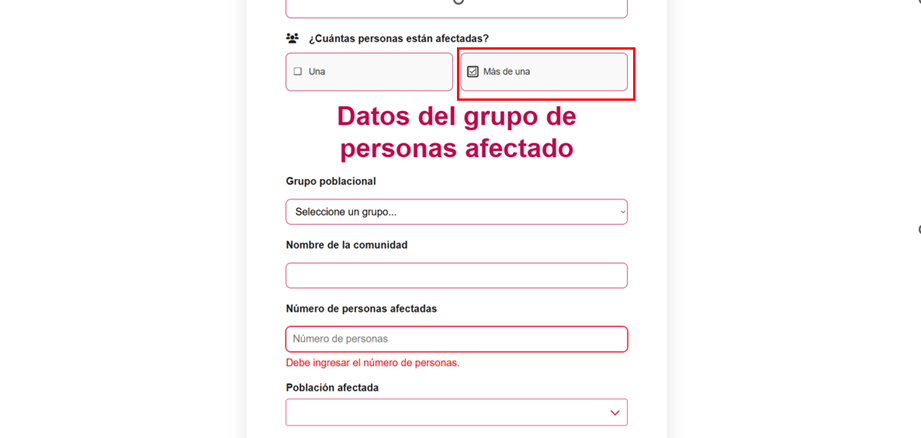 ¿Cuántas personas están afectadas?
Una
Más de una
Datos del grupo de
personas afectado
Grupo poblacional
Seleccione un grupo...
Nombre de la comunidad
Número de personas afectadas
Número de personas
Debe ingresar el número de personas.
Población afectada